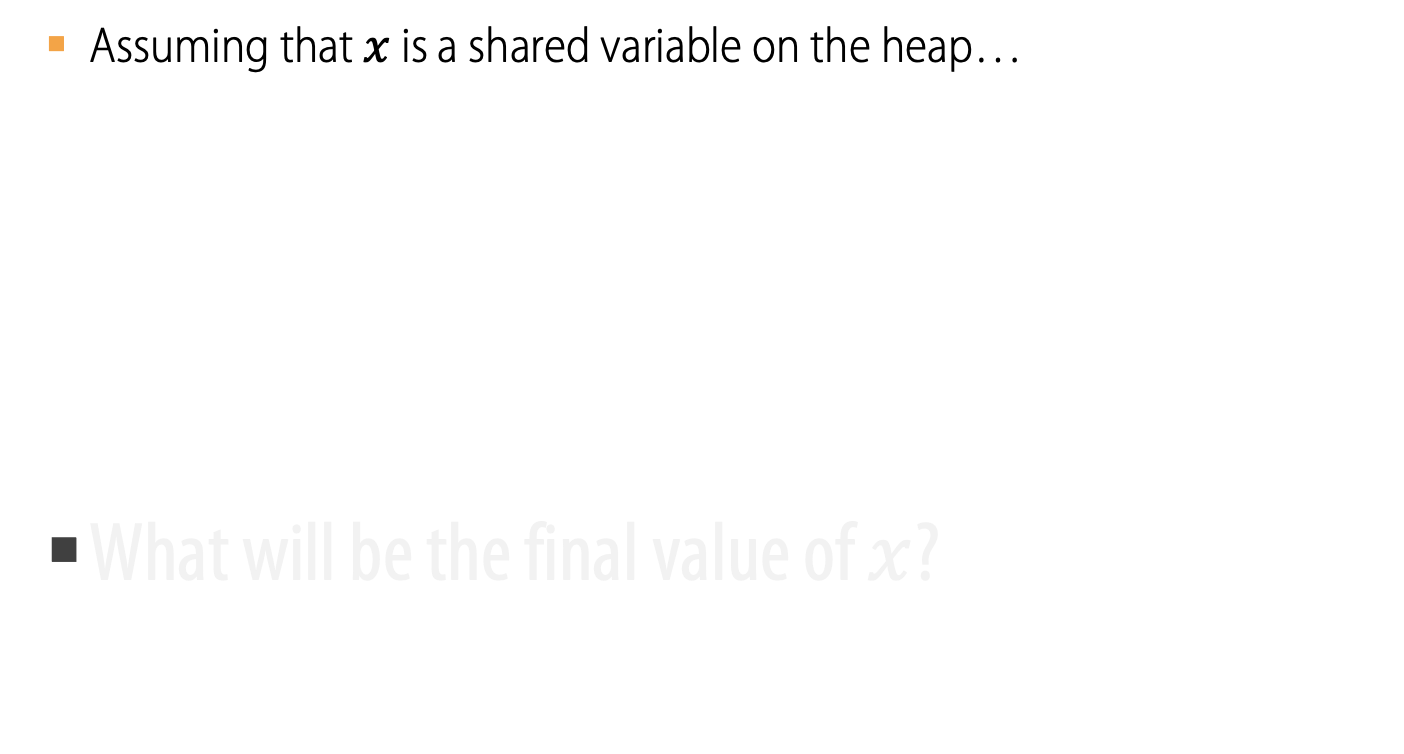 Assuming that x is a shared variable on the heap…
What will be the final value of x?